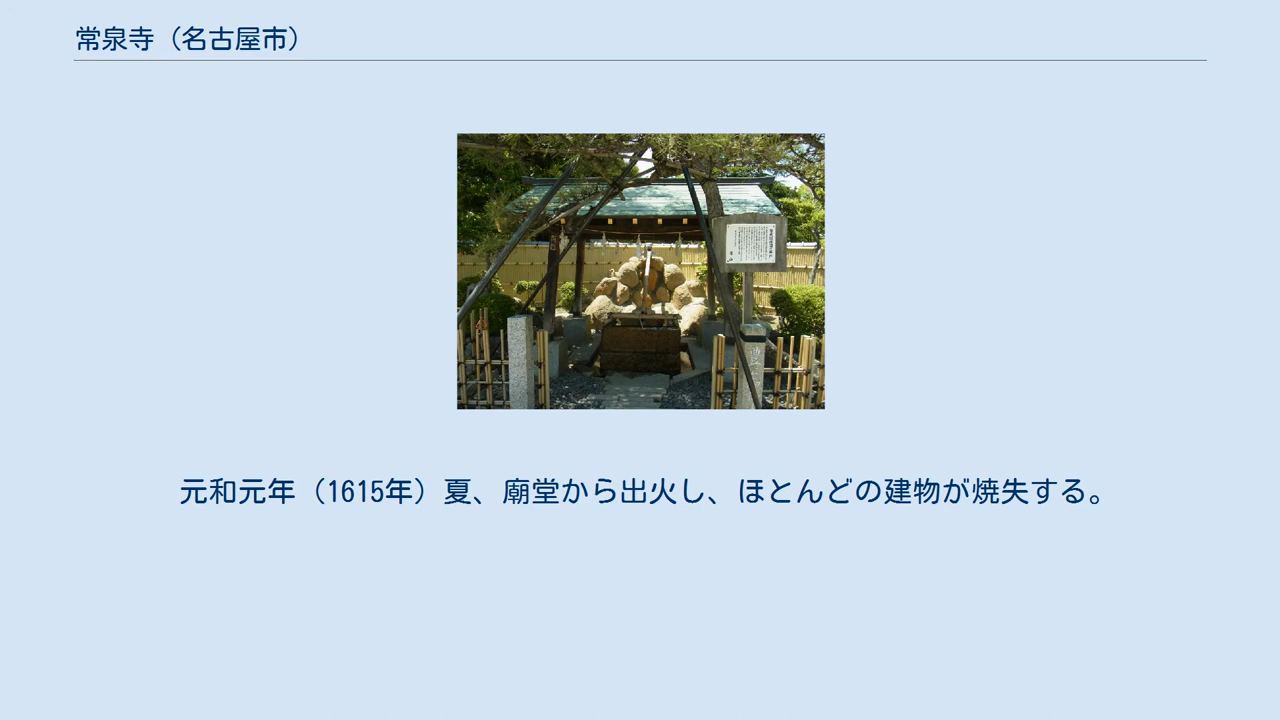 常泉寺（名古屋市）
元和元年（1615年）夏、廟堂から出火し、ほとんどの建物が焼失する。